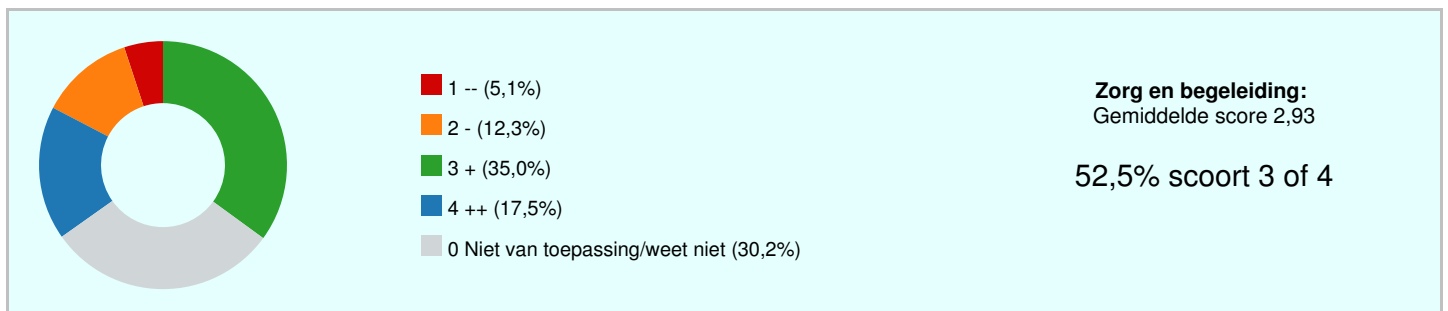 1 -- (5,1%)
2 - (12,3%)
3 + (35,0%)
4 ++ (17,5%)
0 Niet van toepassing/weet niet (30,2%)
Zorg en begeleiding:
Gemiddelde score 2,93
52,5% scoort 3 of 4